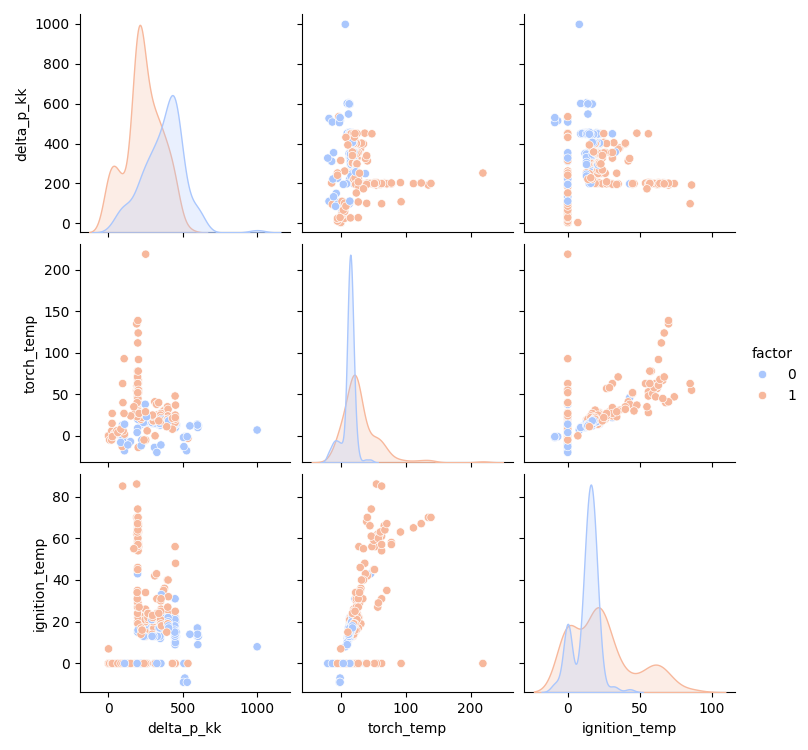 delta_p_kk
1000
800
600
400
200
0
torch_temp
200
150
100
50
0
factor
0
1
ignition_temp
80
60
40
20
0
0 500 1000
0 100 200
0 50 100
delta_p_kk
torch_temp
ignition_temp